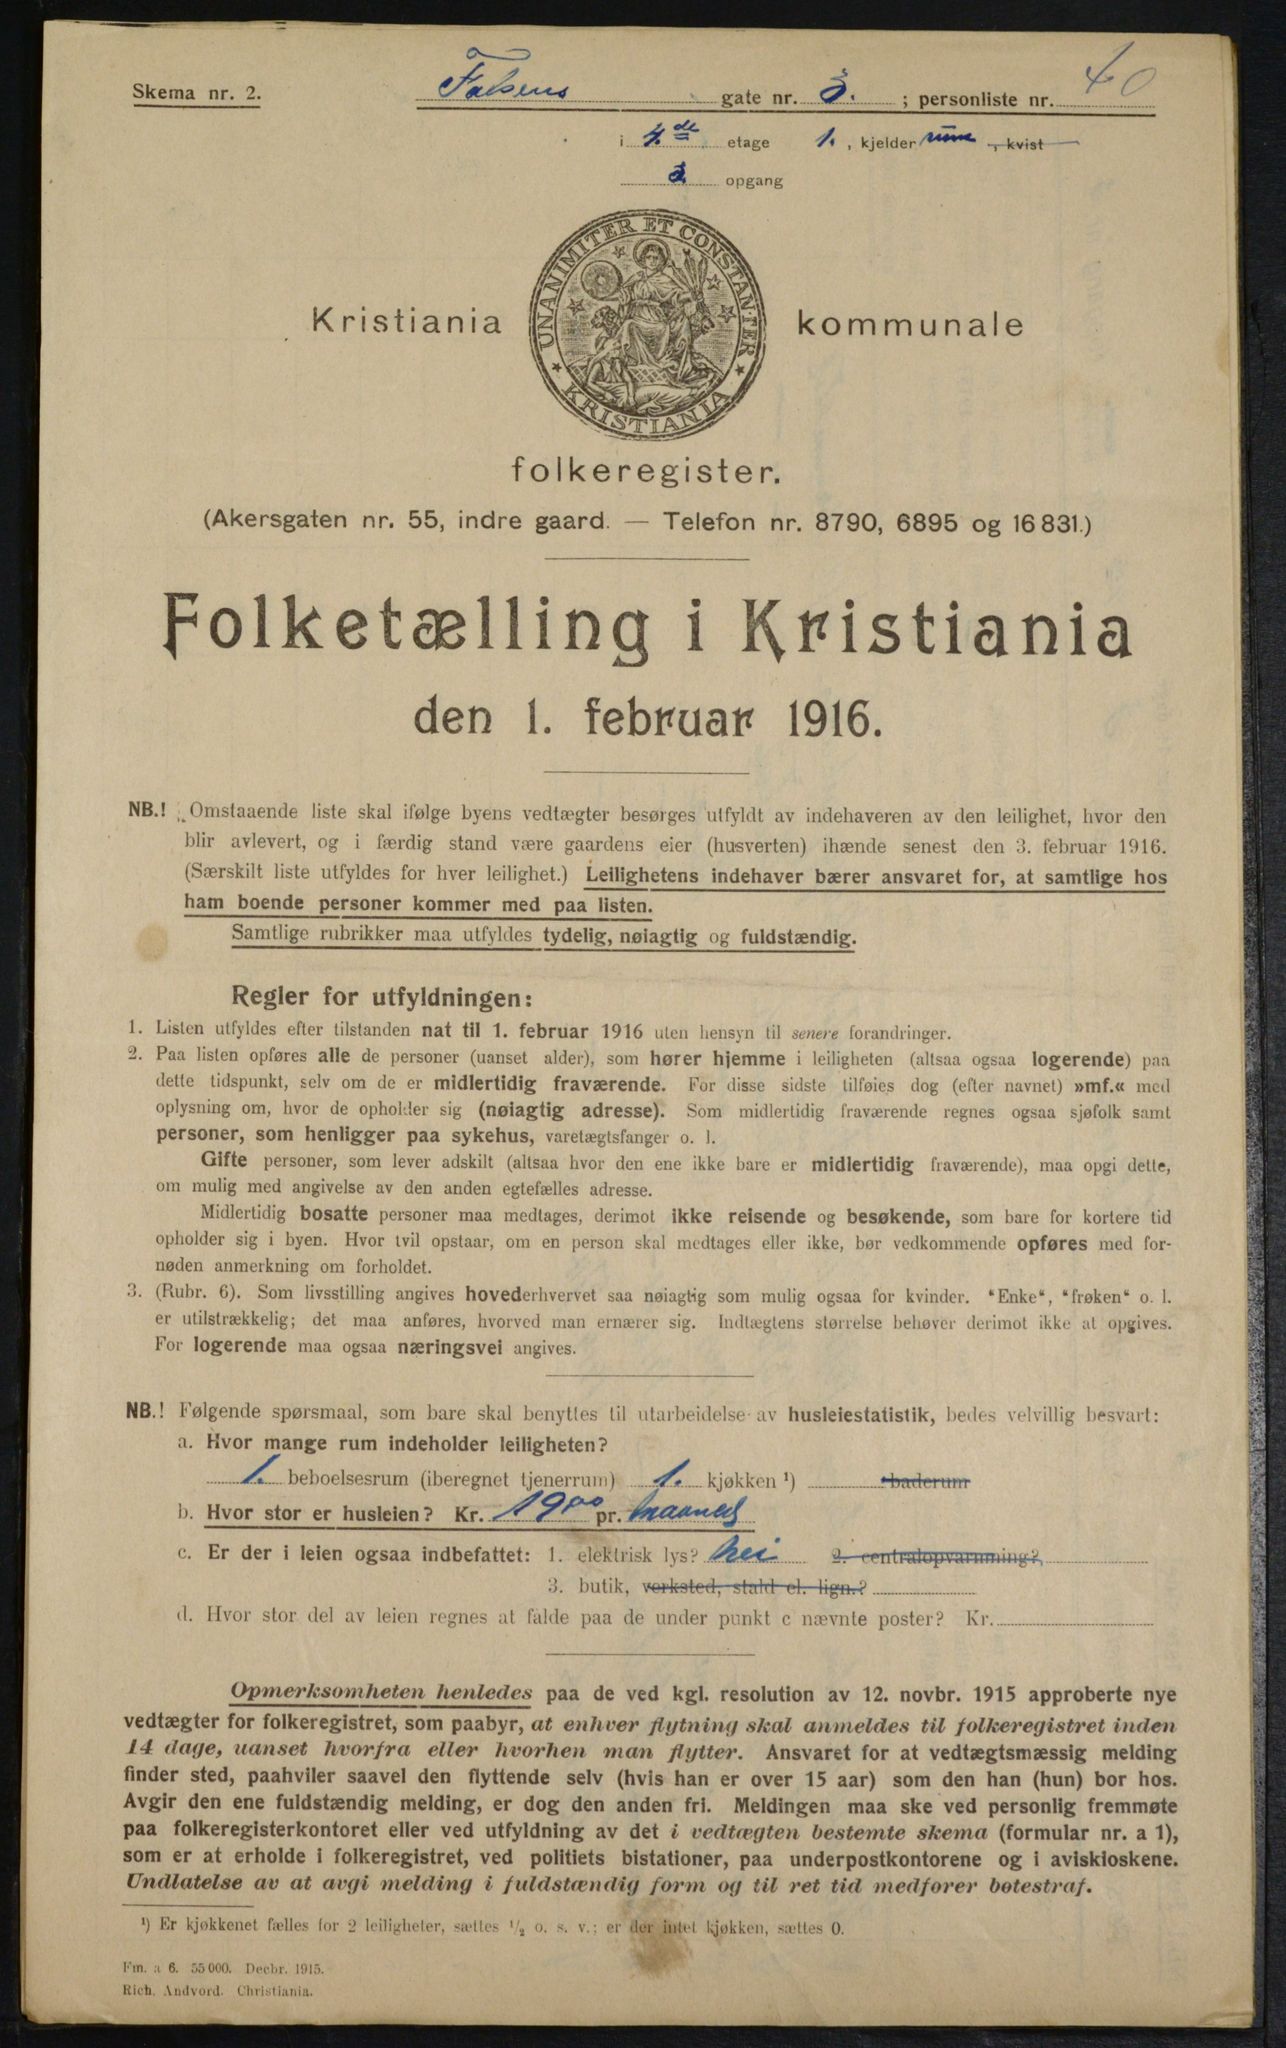 Skema nr. 2. Falsens gate nr. 3. ; personliste nr. 40
i 4.de etage 1. , kjelder rum , kvist
opgang
UNANIMITER ET CONSTANTER
KRISTIANIA
Kristiania kommunale
folkeregister.
(Akersgaten nr. 55, indre gaard. — Telefon nr. 8790, 6895 og 16 831.)
Folketælling i Kristiania
den 1. februar 1916.
NB.! Omstaaende liste skal ifølge byens vedtægter besørges utfyldt av indehaveren av den leilighet, hvor den
blir avlevert, og i færdig stand være gaardens eier (husverten) ihænde senest den 3. februar 1916.
(Særskilt liste utfyldes for hver leilighet.) Leilighetens indehaver bærer ansvaret for, at samtlige hos
ham boende personer kommer med paa listen.
Samtlige rubrikker maa utfyldes tydelig, nøiagtig og fuldstændig.
Regler for utfyldningen:
1. Listen utfyldes efter tilstanden nat til 1. februar 1916 uten hensyn til senere forandringer.
2. Paa listen opføres alle de personer (uanset alder), som hører hjemme i leiligheten (altsaa ogsaa logerende) paa
dette tidspunkt, selv om de er midlertidig fraværende. For disse sidste tilføies dog (efter navnet) »mf.« med
oplysning om, hvor de opholder sig (nøiagtig adresse). Som midlertidig fraværende regnes ogsaa sjøfolk samt
personer, som henligger paa sykehus, varetægtsfanger o. l.
Gifte personer, som lever adskilt (altsaa hvor den ene ikke bare er midlertidig fraværende), maa opgi dette,
om mulig med angivelse av den anden egtefælles adresse.
Midlertidig bosatte personer maa medtages, derimot ikke reisende og besøkende, som bare for kortere tid
opholder sig i byen. Hvor tvil opstaar, om en person skal medtages eller ikke, bør vedkommende opføres med for-
nøden anmerkning om forholdet.
3. (Rubr. 6). Som livsstilling angives hovederhvervet saa nøiagtig som mulig ogsaa for kvinder. "Enke", "frøken" o. l.
er utilstrækkelig; det maa anføres, hvorved man ernærer sig. Indtægtens størrelse behøver derimot ikke at opgives.
For logerende maa ogsaa næringsvei angives.
NB.! Følgende spørsmaal, som bare skal benyttes til utarbeidelse av husleiestatistik, bedes velvillig besvart:
a. Hvor mange rum indeholder leiligheten?
1. beboelsesrum (iberegnet tjenerrum) 1. kjøkken ¹) baderum
b. Hvor stor er husleien? Kr. 19⁰⁰ pr. Maaned
c. Er der i leien ogsaa indbefattet: 1. elektrisk lys? Nei 2. centralopvarmning?
3. butik, verksted, stald el. lign.?
d. Hvor stor del av leien regnes at falde paa de under punkt c nævnte poster? Kr.
Opmerksomheten henledes paa de ved kgl. resolution av 12. novbr. 1915 approberte nye
vedtægter for folkeregistret, som paabyr, at enhver flytning skal anmeldes til folkeregistret inden
14 dage, uanset hvorfra eller hvorhen man flytter. Ansvaret for at vedtægtsmæssig melding
finder sted, paahviler saavel den flyttende selv (hvis han er over 15 aar) som den han (hun) bor hos.
Avgir den ene fuldstændig melding, er dog den anden fri. Meldingen maa ske ved personlig fremmøte
paa folkeregisterkontoret eller ved utfyldning av det i vedtægten bestemte skema (formular nr. a 1),
som er at erholde i folkeregistret, ved politiets bistationer, paa underpostkontorene og i aviskioskene.
Undlatelse av at avgi melding i fuldstændig form og til ret tid medfører bøtestraf.
¹) Er kjøkkenet fælles for 2 leiligheter, sættes ½ o. s. v.; er der intet kjøkken, sættes 0.
Fm. a 6. 55 000. Decbr. 1915.
Rich. Andvord. Christiania.